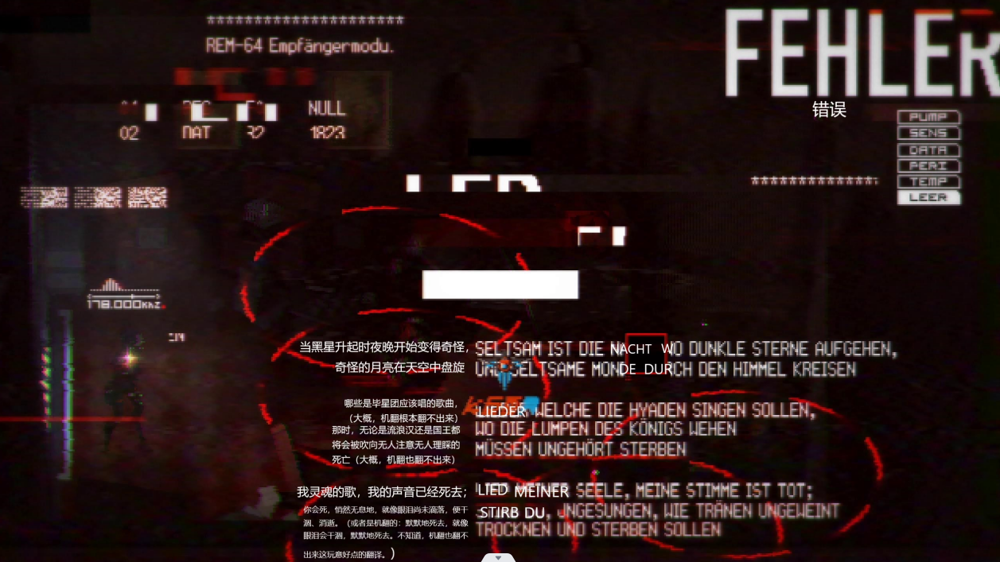 REM-64 Empfängermodu.
FEHLER
错误
NULL
02 DAT 32 1823
PUMP
SENS
DATA
PERI
TEMP
LEER
178.000KHZ.
当黑星升起时夜晚开始变得奇怪,
奇怪的月亮在天空中盘旋
SELTSAM IST DIE NACHT WO DUNKLE STERNE AUFGEHEN,
UND SELTSAME MONDE DURCH DEN HIMMEL KREISEN
哪些是毕星团应该唱的歌曲,
（大概，机翻根本翻不出来）
那时，无论是流浪汉还是国王都
将会被吹向无人注意无人理睬的
死亡（大概，机翻也翻不出来）
LIEDER, WELCHE DIE HYADEN SINGEN SOLLEN,
WO DIE LUMPEN DES KÖNIGS WEHEN
MÜSSEN UNGEHÖRT STERBEN
我灵魂的歌，我的声音已经死去;
你会死，悄然无息地，就像眼泪尚未滴落，便干
涸、消逝。（或者是机翻的：默默地死去，就像
眼泪会干涸，默默地死去。不知道，机翻也翻不
出来这玩意好点的翻译。)
LIED MEINER SEELE, MEINE STIMME IST TOT;
STIRB DU, UNGESUNGEN, WIE TRÄNEN UNGEWEINT
TROCKNEN UND STERBEN SOLLEN